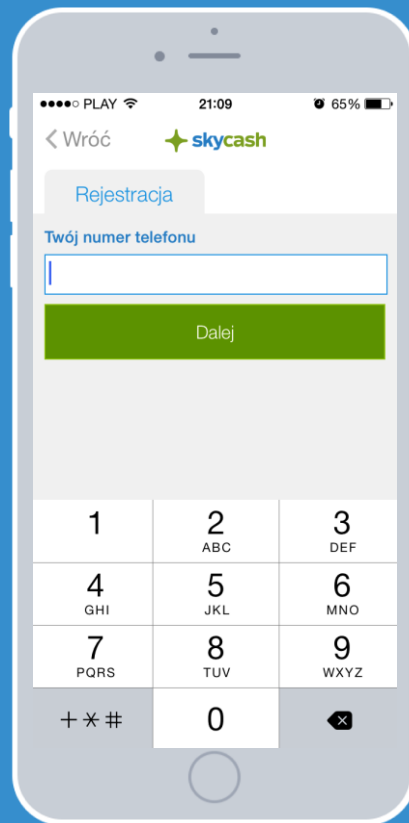 PLAY 21:09 65%
Wróć skycash
Rejestracja
Twój numer telefonu
Dalej
1 2 3
ABC DEF
4 5 6
GHI JKL MNO
7 8 9
PQRS TUV WXYZ
+*# 0